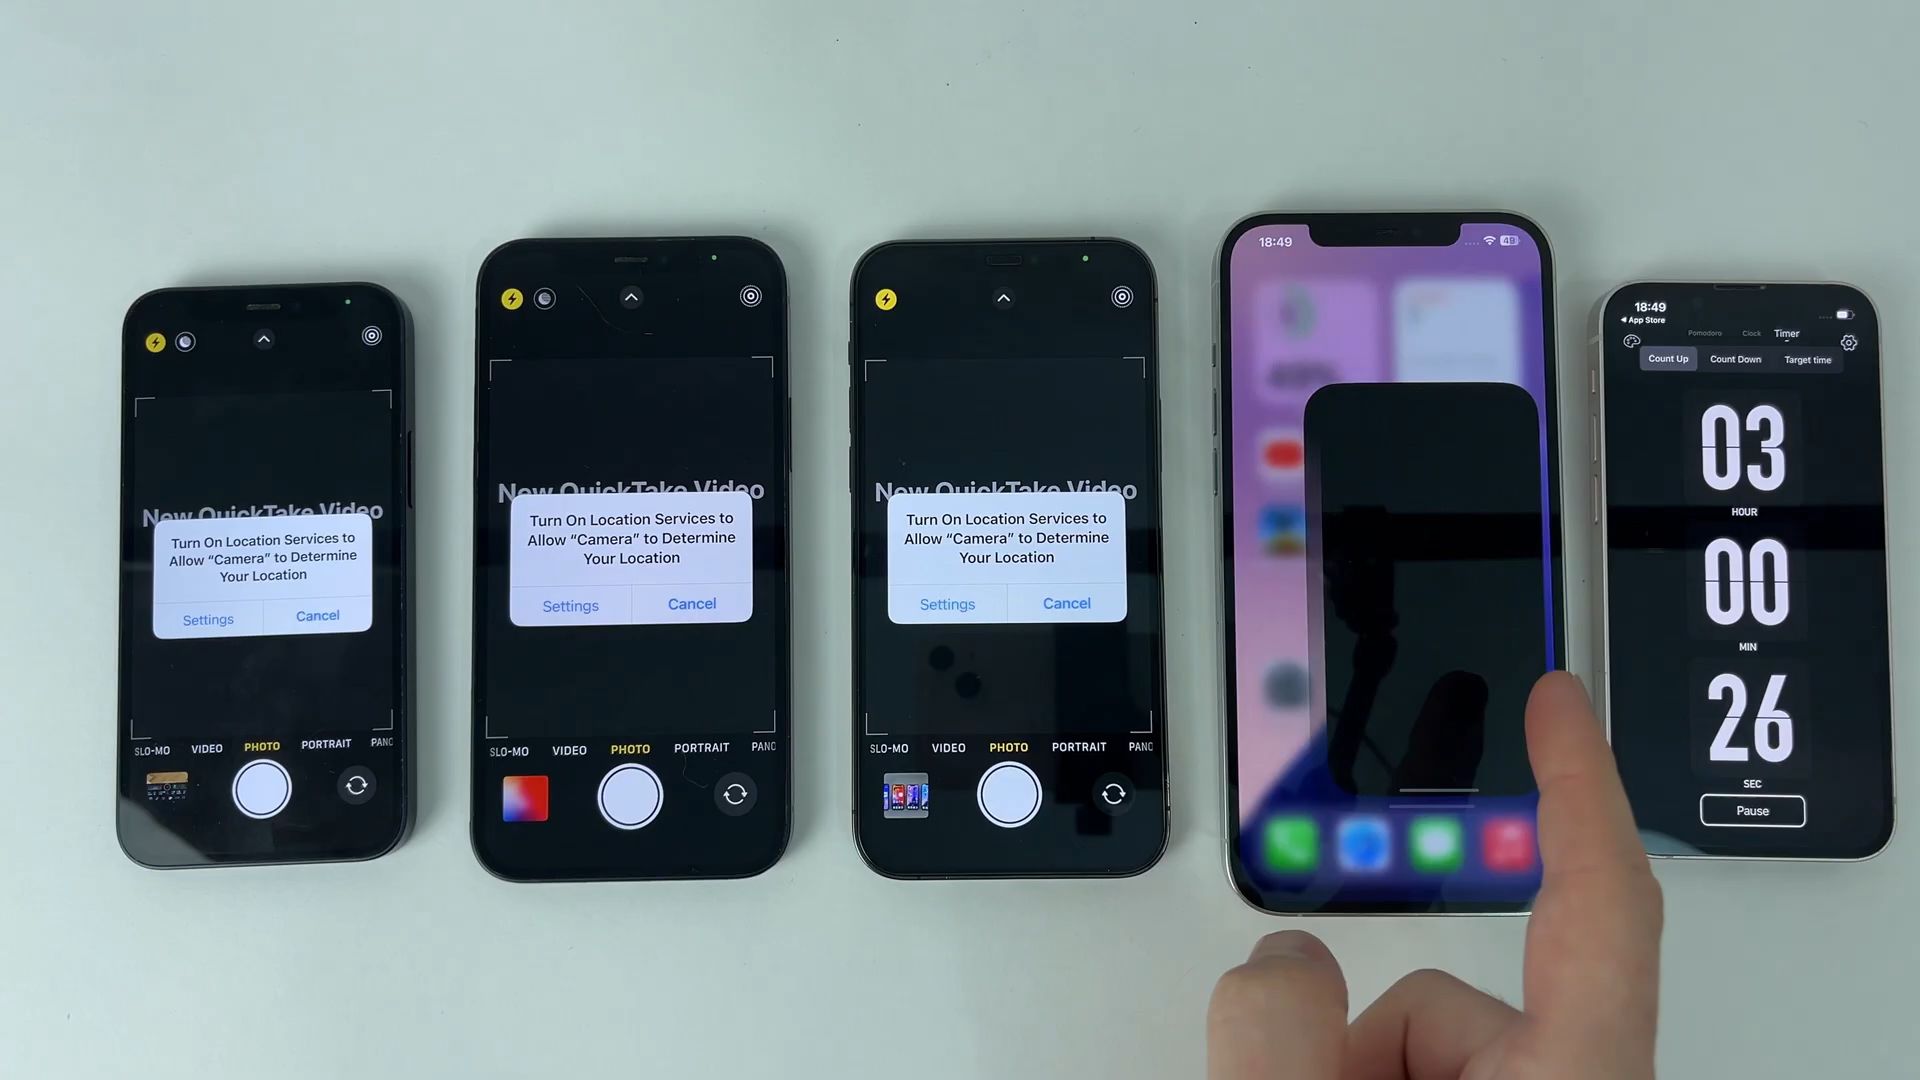 New QuickTake Video
Turn On Location Services to
Allow “Camera” to Determine
Your Location
Settings
Cancel
SLO-MO
VIDEO
PHOTO
PORTRAIT
PANO
New QuickTake Video
Turn On Location Services to
Allow “Camera” to Determine
Your Location
Settings
Cancel
SLO-MO
VIDEO
PHOTO
PORTRAIT
PANO
New QuickTake Video
Turn On Location Services to
Allow “Camera” to Determine
Your Location
Settings
Cancel
SLO-MO
VIDEO
PHOTO
PORTRAIT
PANO
18:49
49
18:49
App Store
Pomodoro
Clock
Timer
Count Up
Count Down
Target time
03
HOUR
00
MIN
26
SEC
Pause